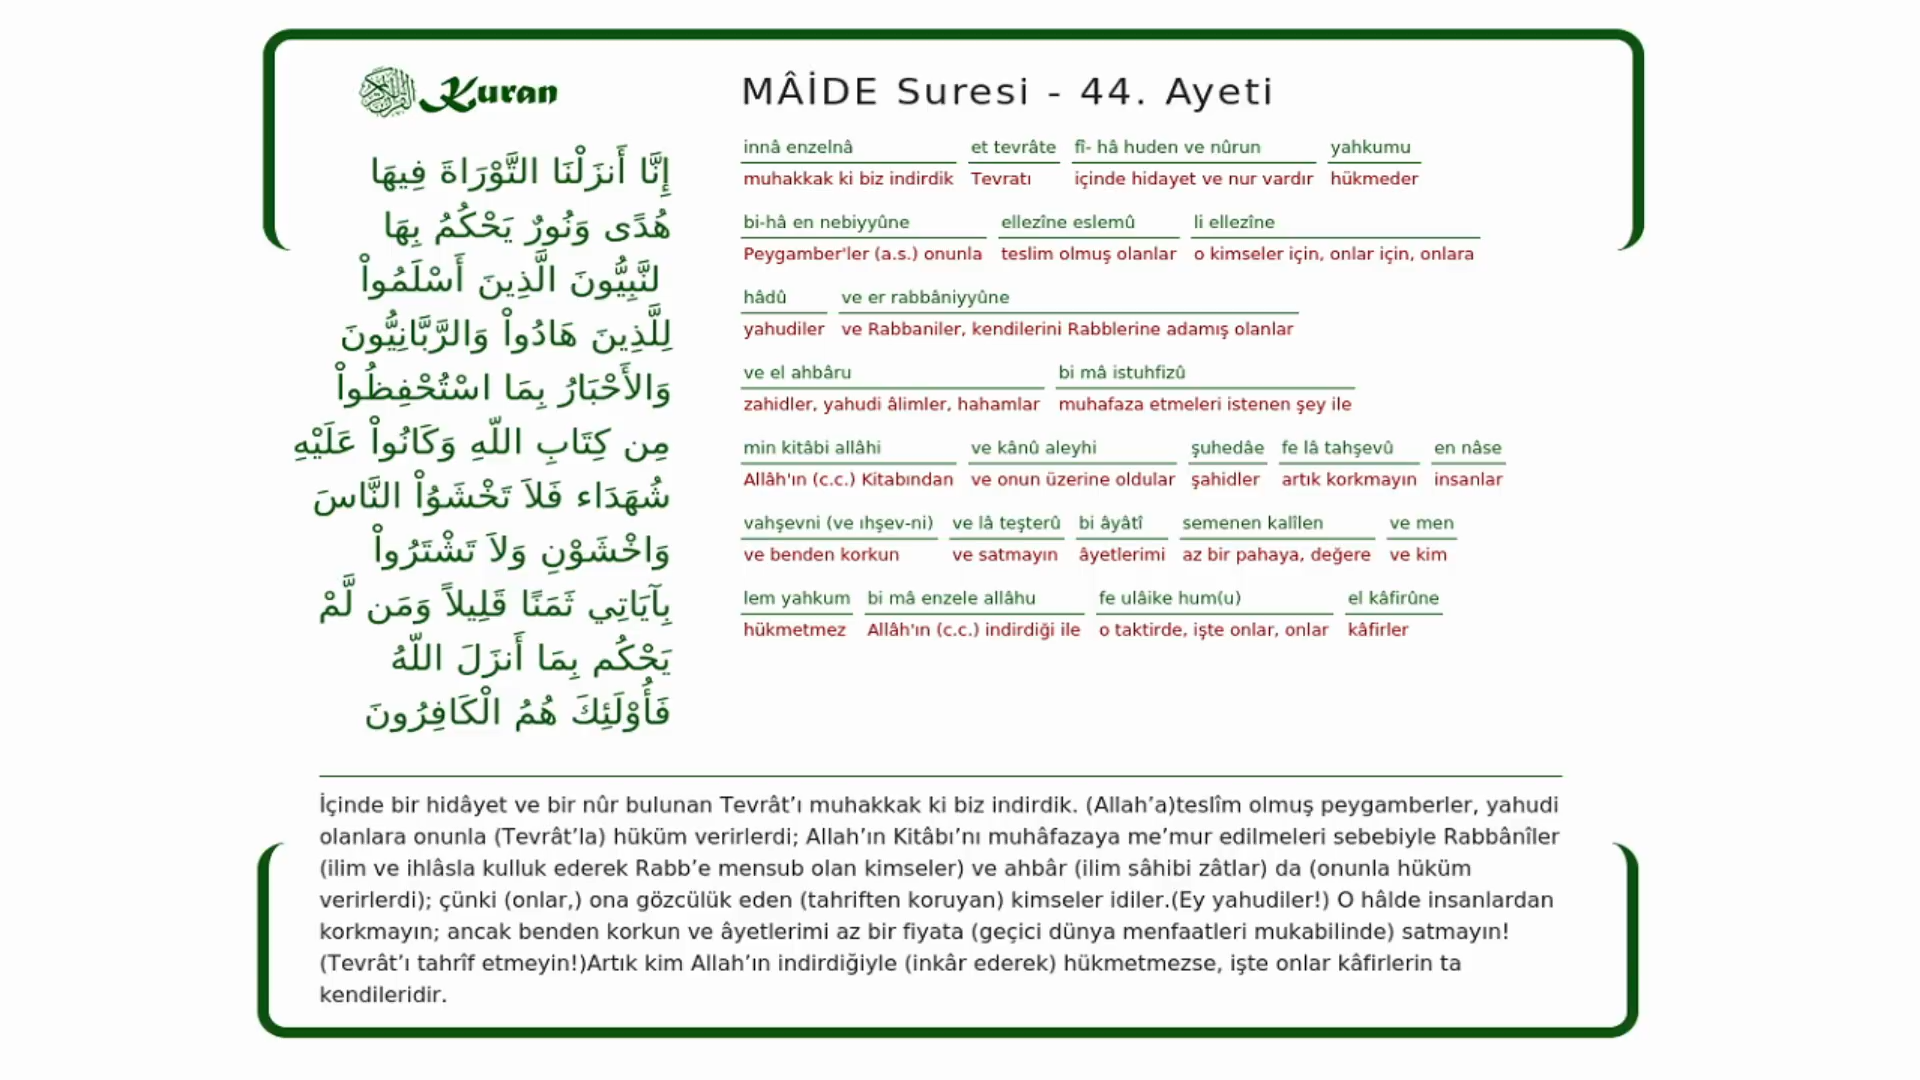 Kuran
MÂİDE Suresi - 44. Ayeti
إِنَّا أَنزَلْنَا التَّوْرَاةَ فِيهَا
هُدًى وَنُورٌ يَحْكُمُ بِهَا
لنَّبِيُّونَ الَّذِينَ أَسْلَمُواْ
لِلَّذِينَ هَادُواْ وَالرَّبَّانِيُّونَ
وَالأَحْبَارُ بِمَا اسْتُحْفِظُواْ
مِن كِتَابِ اللّهِ وَكَانُواْ عَلَيْهِ
شُهَدَاء فَلاَ تَخْشَوُاْ النَّاسَ
وَاخْشَوْنِ وَلاَ تَشْتَرُواْ
بِآيَاتِي ثَمَنًا قَلِيلاً وَمَن لَّمْ
يَحْكُم بِمَا أَنزَلَ اللّهُ
فَأُوْلَئِكَ هُمُ الْكَافِرُونَ
innâ enzelnâ et tevrâte fî- hâ huden ve nûrun yahkumu
muhakkak ki biz indirdik Tevratı içinde hidayet ve nur vardır hükmeder
bi-hâ en nebiyyûne ellezîne eslemû li ellezîne
Peygamber'ler (a.s.) onunla teslim olmuş olanlar o kimseler için, onlar için, onlara
hâdû ve er rabbâniyyûne
yahudiler ve Rabbaniler, kendilerini Rabblerine adamış olanlar
ve el ahbâru bi mâ istuhfizû
zahidler, yahudi âlimler, hahamlar muhafaza etmeleri istenen şey ile
min kitâbi allâhi ve kânû aleyhi şuhedâe fe lâ tahşevû en nâse
Allâh'ın (c.c.) Kitabından ve onun üzerine oldular şahidler artık korkmayın insanlar
vahşevni (ve ıhşev-ni) ve lâ teşterû bi âyâtî semenen kalîlen ve men
ve benden korkun ve satmayın âyetlerimi az bir pahaya, değere ve kim
lem yahkum bi mâ enzele allâhu fe ulâike hum(u) el kâfirûne
hükmetmez Allâh'ın (c.c.) indirdiği ile o taktirde, işte onlar, onlar kâfirler
İçinde bir hidâyet ve bir nûr bulunan Tevrât’ı muhakkak ki biz indirdik. (Allah’a)teslîm olmuş peygamberler, yahudi
olanlara onunla (Tevrât’la) hüküm verirlerdi; Allah’ın Kitâbı’nı muhâfazaya me’mur edilmeleri sebebiyle Rabbânîler
(ilim ve ihlâsla kulluk ederek Rabb’e mensub olan kimseler) ve ahbâr (ilim sâhibi zâtlar) da (onunla hüküm
verirlerdi); çünki (onlar,) ona gözcülük eden (tahriften koruyan) kimseler idiler.(Ey yahudiler!) O hâlde insanlardan
korkmayın; ancak benden korkun ve âyetlerimi az bir fiyata (geçici dünya menfaatleri mukabilinde) satmayın!
(Tevrât’ı tahrîf etmeyin!)Artık kim Allah’ın indirdiğiyle (inkâr ederek) hükmetmezse, işte onlar kâfirlerin ta
kendileridir.